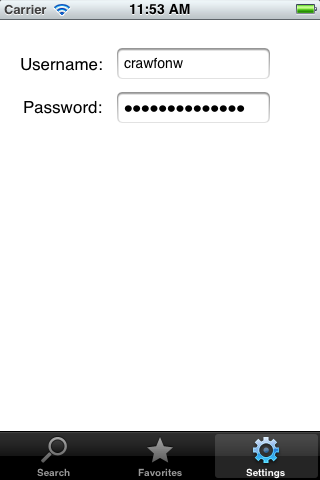 Carrier 11:53 AM
Username: crawfonw
Password: ●●●●●●●●●●●●●●
Search Favorites Settings